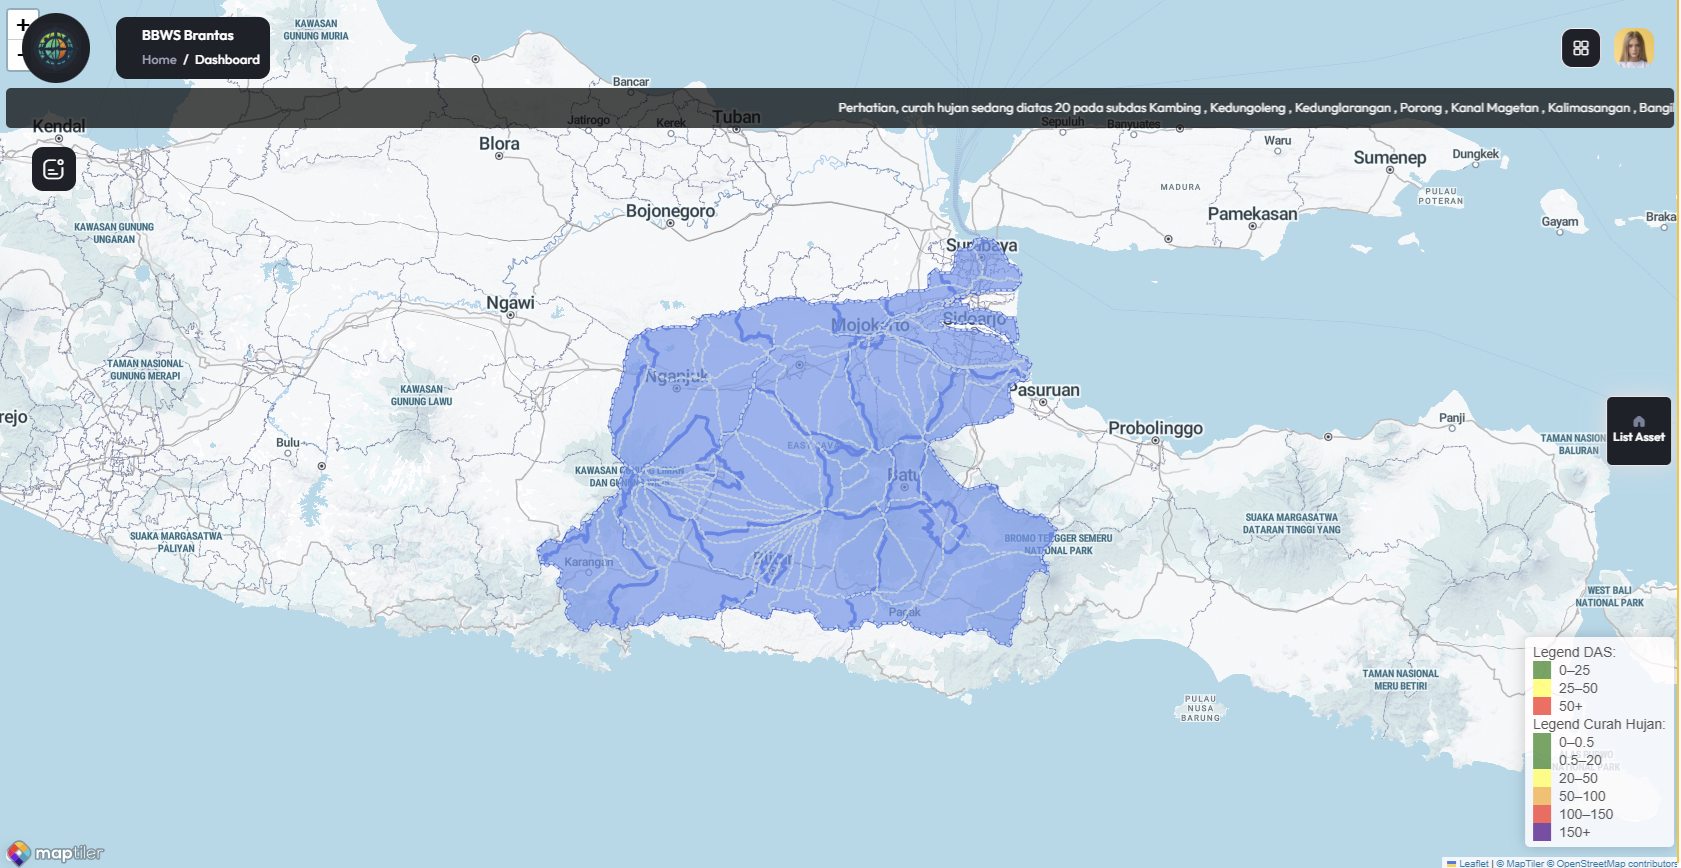 +
BBWS Brantas
Home / Dashboard
KAWASAN
GUNUNG MURIA
Bancar
Perhatian, curah hujan sedang diatas 20 pada subdas Kambing , Kedungoleng , Kedunglarangan , Porong , Kanal Magetan , Kalimasangan , Bangil
Kendal
Jatirogo
Kerek
Tuban
Sepuluh
Banyuates
Blora
Waru
Sumenep
Dungkek
MADURA
PULAU
POTERAN
Bojonegoro
Pamekasan
Gayam
Braka
KAWASAN GUNUNG
UNGARAN
Surabaya
Ngawi
Mojokerto
Sidoarjo
TAMAN NASIONAL
GUNUNG MERAPI
Nganjuk
KAWASAN
GUNUNG LAWU
Pasuruan
rejo
Bulu
Probolinggo
Panji
List Asset
TAMAN NASION
BALURAN
EAST JAVA
KAWASAN GUNUNG LIMAN
Batu
SUAKA MARGASATWA
DATARAN TINGGI YANG
SUAKA MARGASATWA
PALIYAN
BROMO TENGGER SEMERU
NATIONAL PARK
Karangan
Blitar
Pagak
WEST BALI
NATIONAL PARK
TAMAN NASIONAL
MERU BETIRI
PULAU
NUSA
BARUNG
Legend DAS:
0–25
25–50
50+
Legend Curah Hujan:
0–0.5
0.5–20
20–50
50–100
100–150
150+
maptiler
Leaflet | © MapTiler © OpenStreetMap contributors